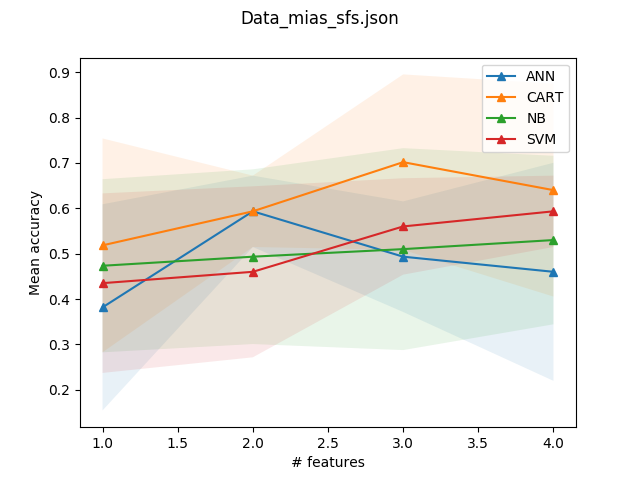 Data_mias_sfs.json
ANN
CART
NB
SVM
Mean accuracy
0.9
0.8
0.7
0.6
0.5
0.4
0.3
0.2
1.0 1.5 2.0 2.5 3.0 3.5 4.0
# features